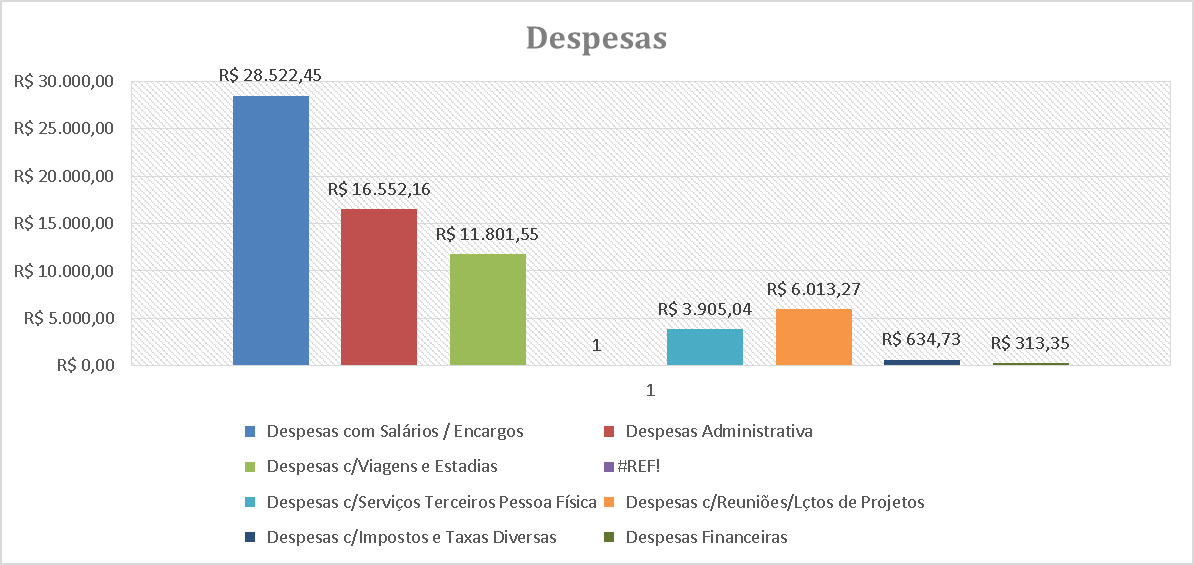 Despesas
R$ 30.000,00
R$ 25.000,00
R$ 20.000,00
R$ 15.000,00
R$ 10.000,00
R$ 5.000,00
R$ 0,00
R$ 28.522,45
R$ 16.552,16
R$ 11.801,55
1
R$ 3.905,04
R$ 6.013,27
R$ 634,73
R$ 313,35
1
Despesas com Salários / Encargos
Despesas Administrativa
Despesas c/Viagens e Estadias
#REF!
Despesas c/Serviços Terceiros Pessoa Física
Despesas c/Reuniões/Lçtos de Projetos
Despesas c/Impostos e Taxas Diversas
Despesas Financeiras